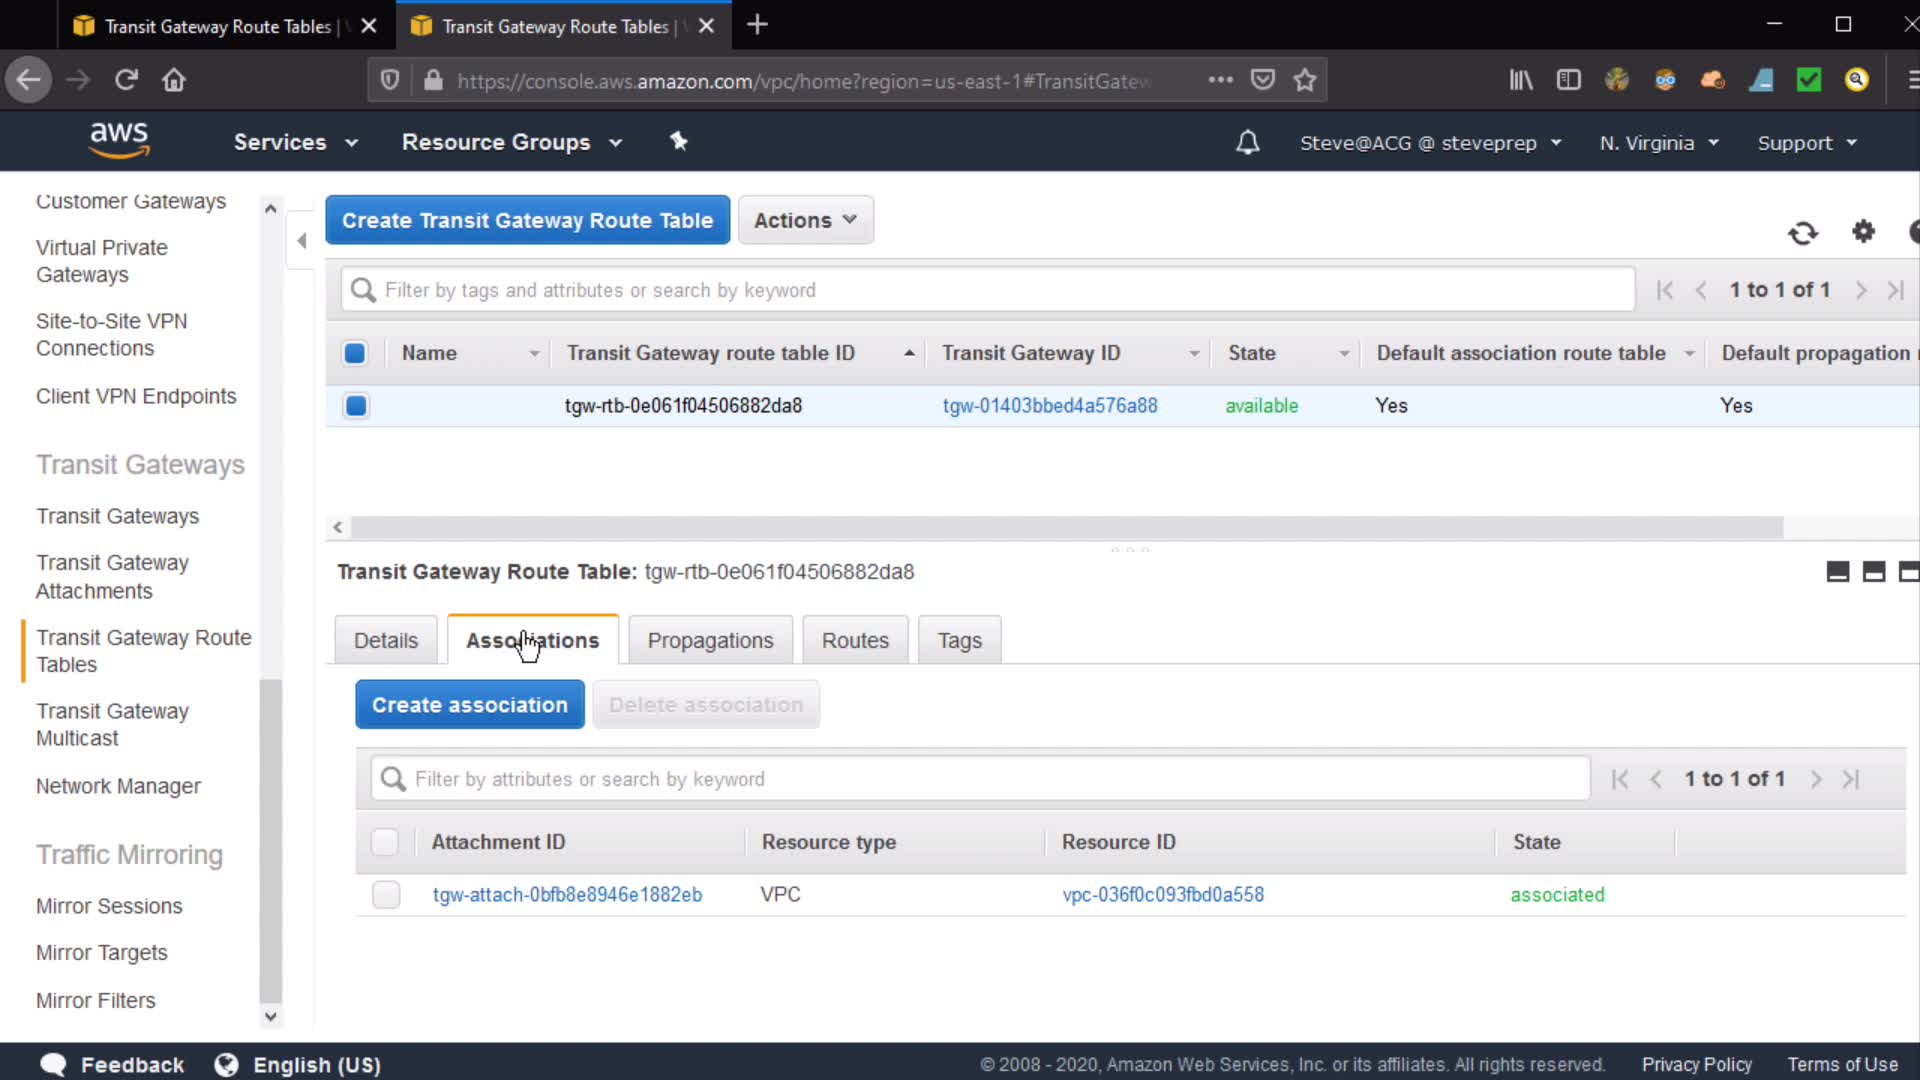 Transit Gateway Route Tables |
Transit Gateway Route Tables |
https://console.aws.amazon.com/vpc/home?region=us-east-1#TransitGatew
aws
Services
Resource Groups
Steve@ACG @ steveprep
N. Virginia
Support
Customer Gateways
Virtual Private
Gateways
Site-to-Site VPN
Connections
Client VPN Endpoints
Transit Gateways
Transit Gateways
Transit Gateway
Attachments
Transit Gateway Route
Tables
Transit Gateway
Multicast
Network Manager
Traffic Mirroring
Mirror Sessions
Mirror Targets
Mirror Filters
Create Transit Gateway Route Table
Actions
Filter by tags and attributes or search by keyword
1 to 1 of 1
Name
Transit Gateway route table ID
Transit Gateway ID
State
Default association route table
Default propagation
tgw-rtb-0e061f04506882da8
tgw-01403bbed4a576a88
available
Yes
Yes
Transit Gateway Route Table: tgw-rtb-0e061f04506882da8
Details
Associations
Propagations
Routes
Tags
Create association
Delete association
Filter by attributes or search by keyword
1 to 1 of 1
Attachment ID
Resource type
Resource ID
State
tgw-attach-0bfb8e8946e1882eb
VPC
vpc-036f0c093fbd0a558
associated
Feedback
English (US)
© 2008 - 2020, Amazon Web Services, Inc. or its affiliates. All rights reserved.
Privacy Policy
Terms of Use